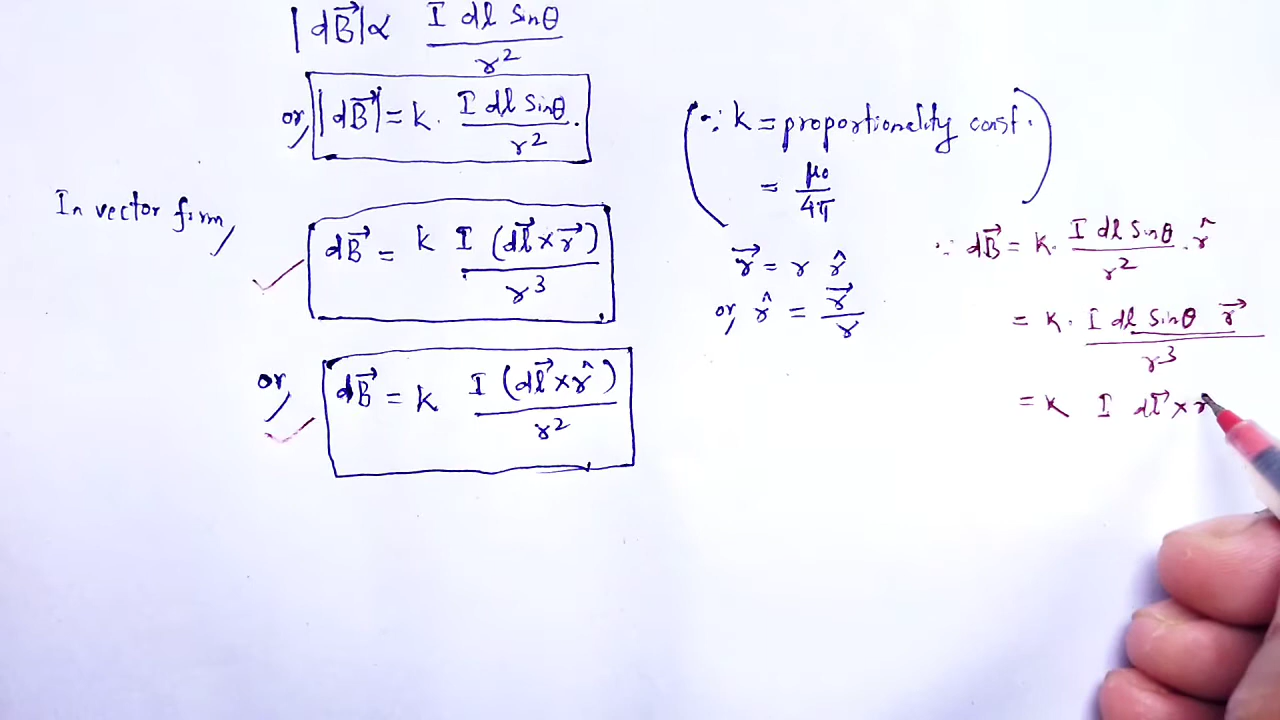 |dB⃗| ∝ I dl Sinθ / r²
or, |dB⃗| = k · I dl Sinθ / r² .
(∵ k = proportionality const.
= μ₀ / 4π )
In vector form,
dB⃗ = k I (dl⃗ × r⃗) / r³
or, dB⃗ = k I (dl⃗ × r̂) / r²
r⃗ = r r̂
or, r̂ = r⃗ / r
∵ dB⃗ = k · I dl Sinθ / r² · r̂
= k · I dl Sinθ r⃗ / r³
= k I dl⃗ × r